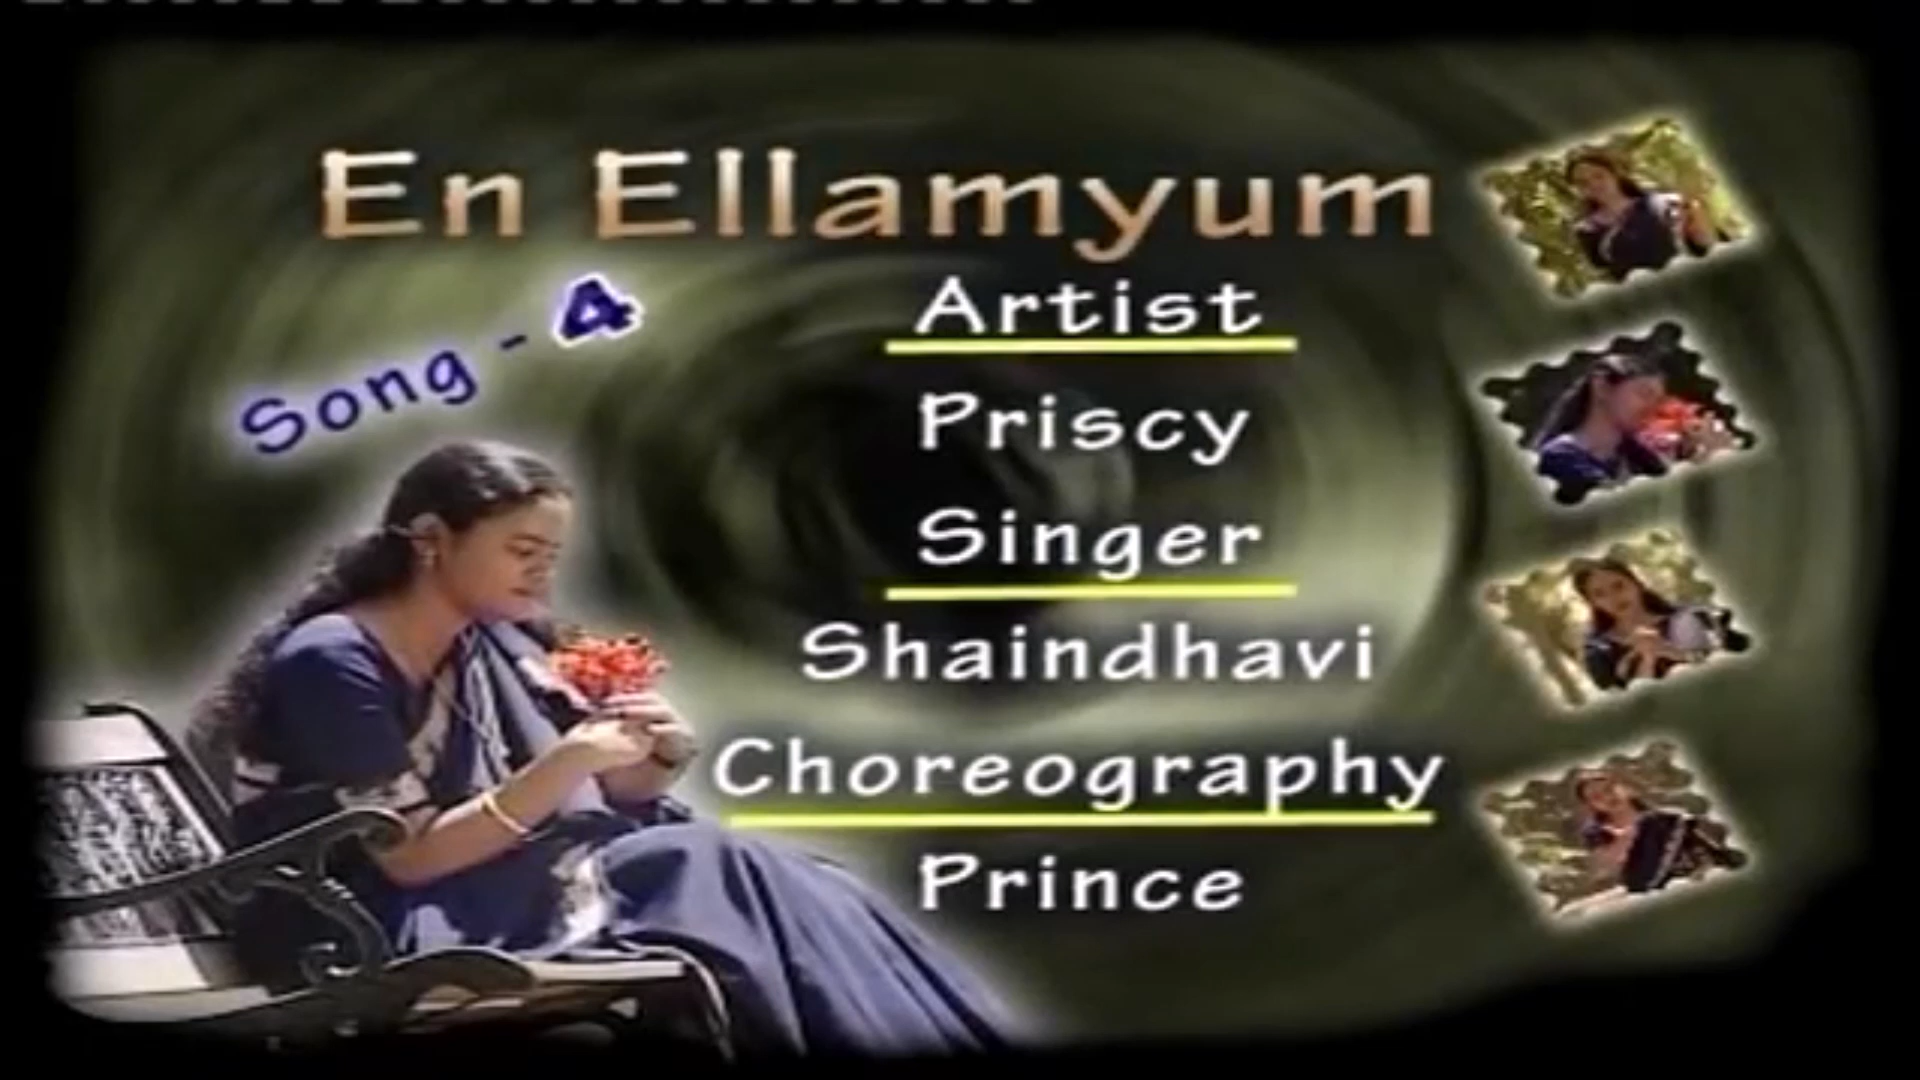 En Ellamyum
Song - 4
Artist
Priscy
Singer
Shaindhavi
Choreography
Prince